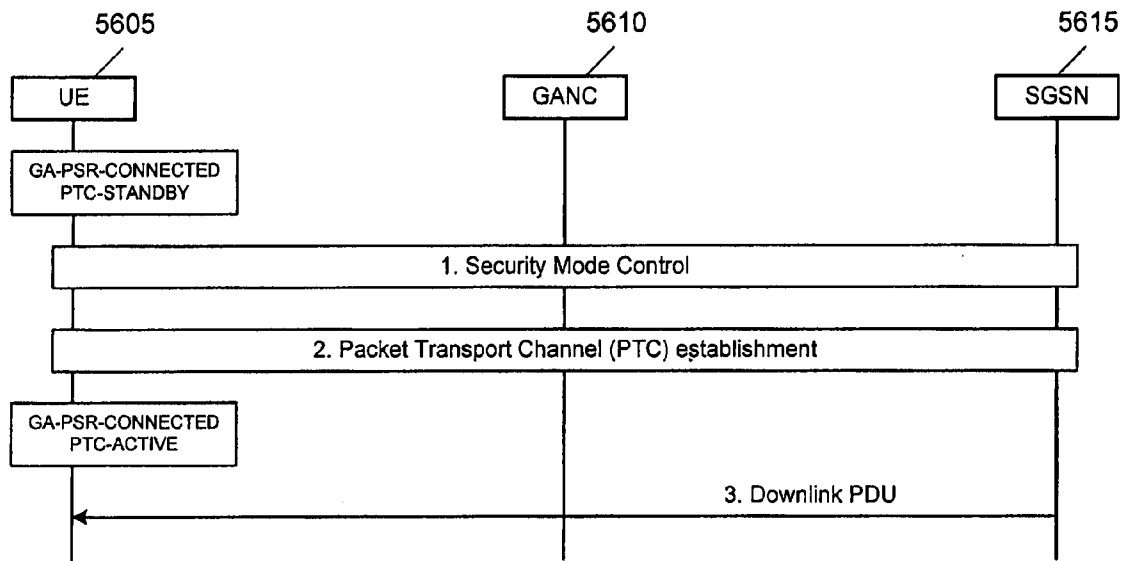 5605
5610
5615
UE
GANC
SGSN
GA-PSR-CONNECTED
PTC-STANDBY
1. Security Mode Control
2. Packet Transport Channel (PTC) establishment
GA-PSR-CONNECTED
PTC-ACTIVE
3. Downlink PDU